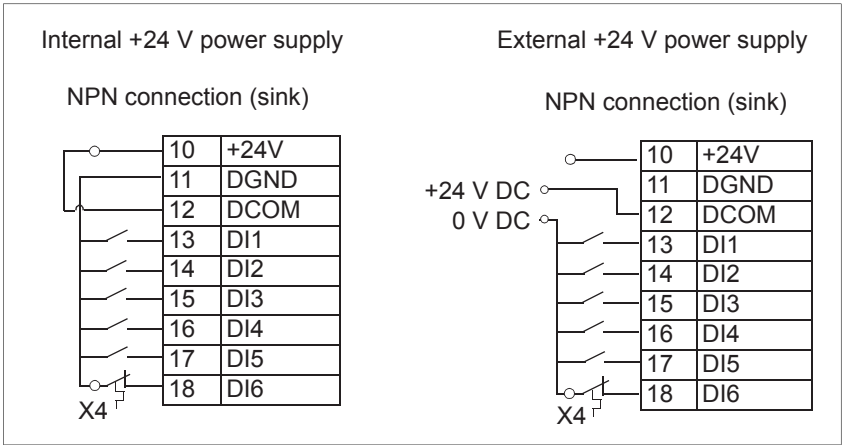 Internal +24 V power supply
NPN connection (sink)
10 +24V
11 DGND
12 DCOM
13 DI1
14 DI2
15 DI3
16 DI4
17 DI5
18 DI6
X4
External +24 V power supply
NPN connection (sink)
+24 V DC
0 V DC
10 +24V
11 DGND
12 DCOM
13 DI1
14 DI2
15 DI3
16 DI4
17 DI5
18 DI6
X4